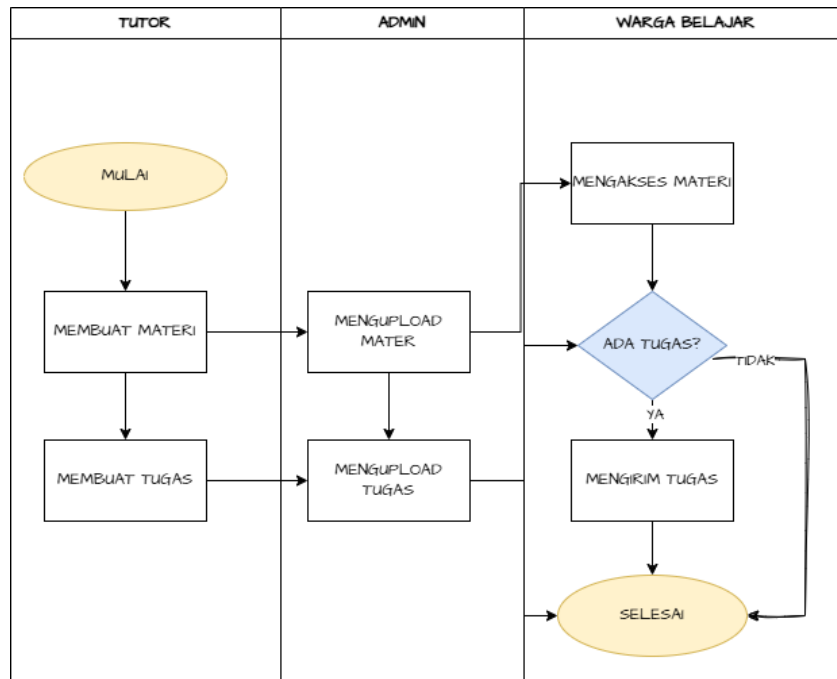 TUTOR
ADMIN
WARGA BELAJAR
MULAI
MENGAKSES MATERI
MEMBUAT MATERI
MENGUPLOAD
MATER
ADA TUGAS?
TIDAK
YA
MEMBUAT TUGAS
MENGUPLOAD
TUGAS
MENGIRIM TUGAS
SELESAI